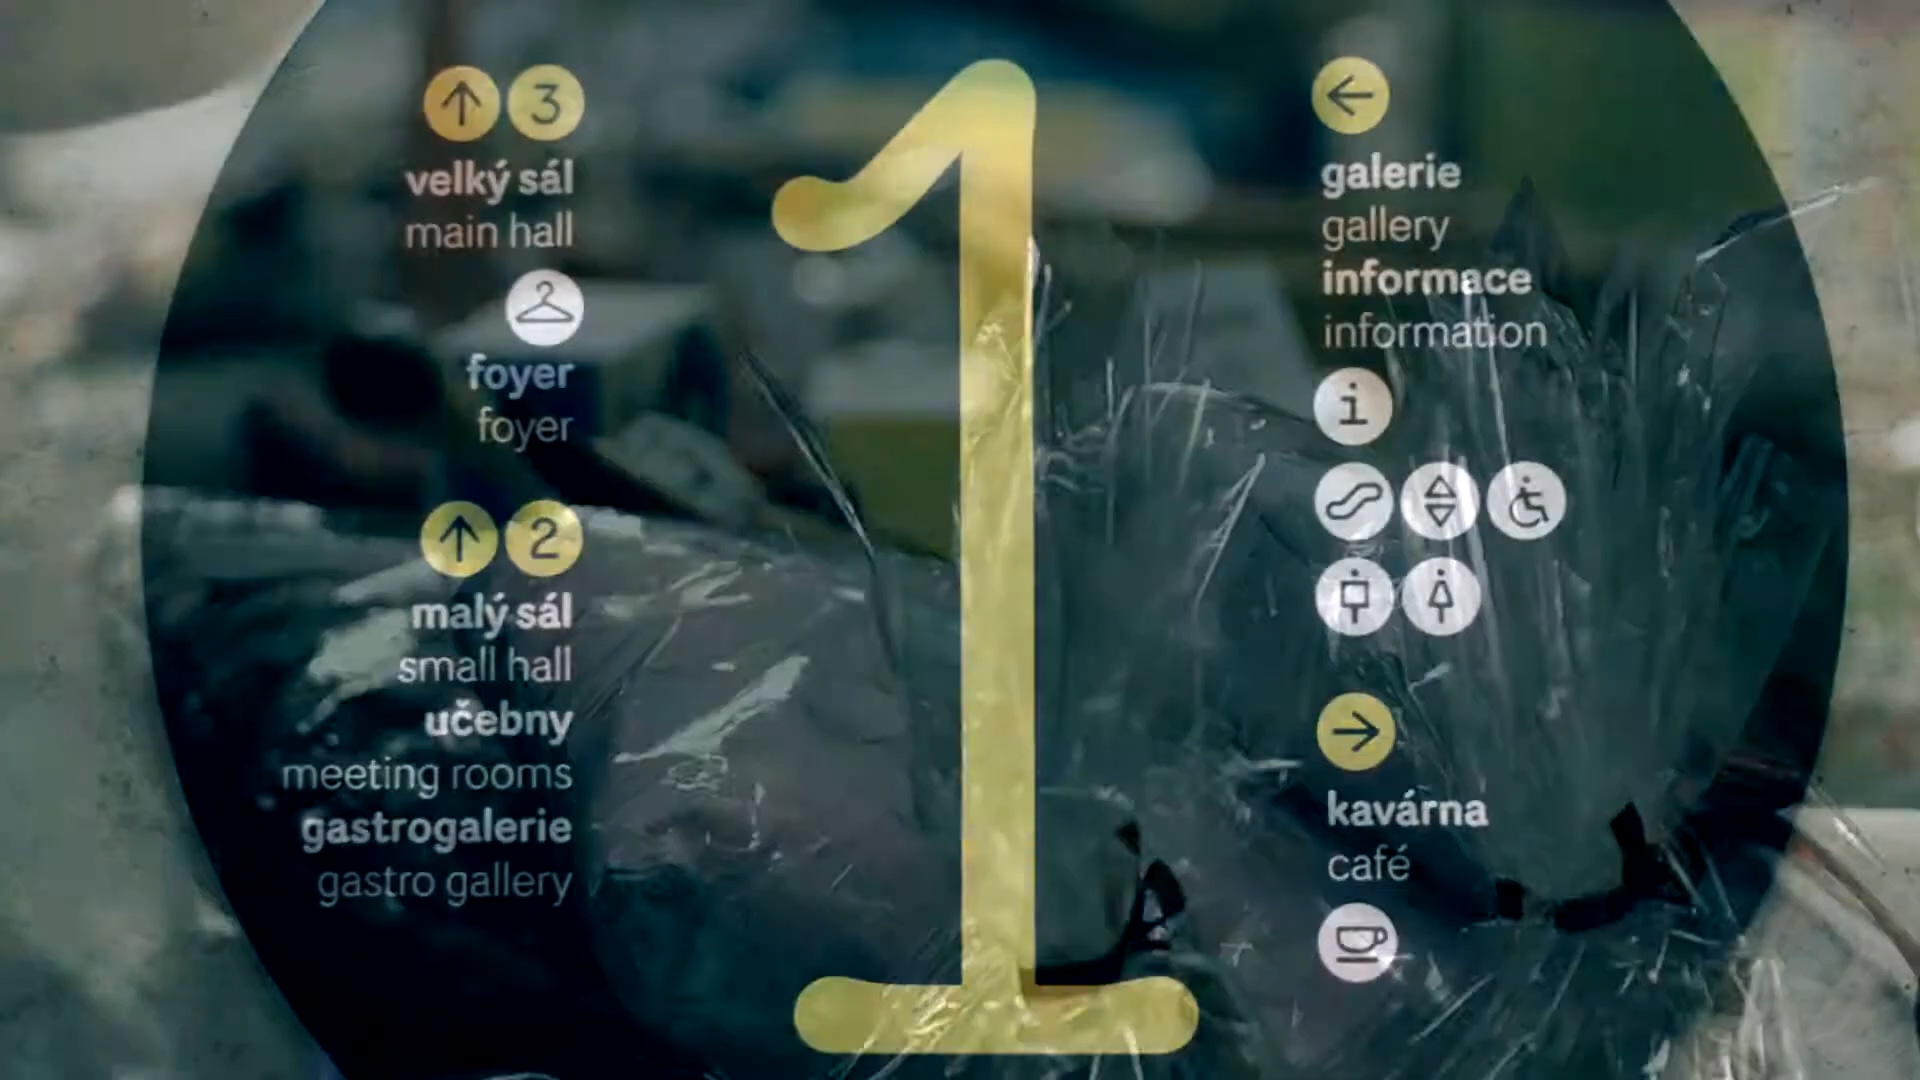 3
velký sál
main hall
foyer
foyer
2
malý sál
small hall
učebny
meeting rooms
gastrogalerie
gastro gallery
1
galerie
gallery
informace
information
i
kavárna
café